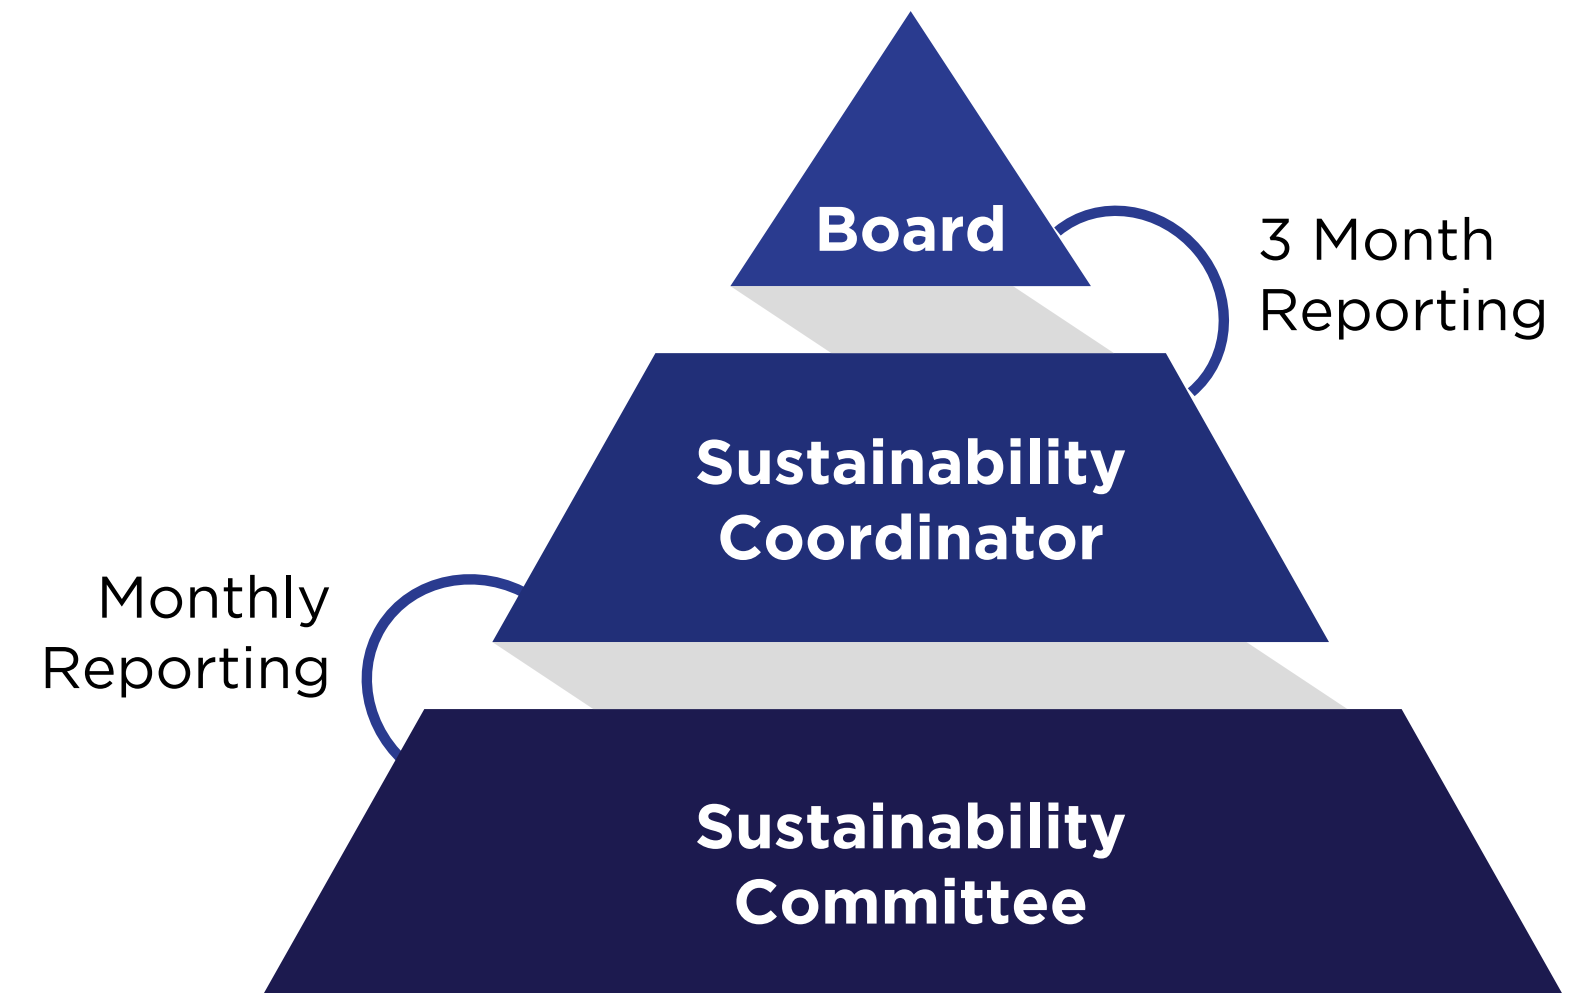 Board
3 Month
Reporting
Sustainability
Coordinator
Monthly
Reporting
Sustainability
Committee